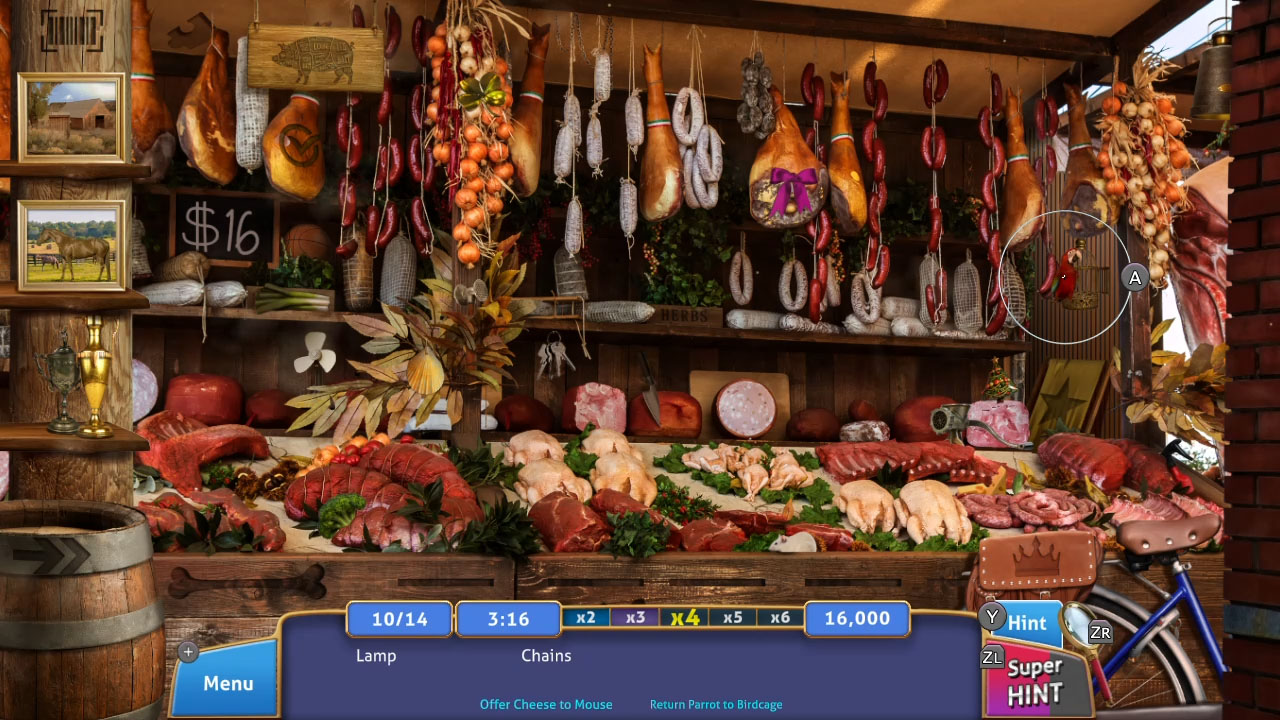 $16
HERBS
A
10/14
3:16
x2
x3
x4
x5
x6
16,000
Y
Hint
ZR
Lamp
Chains
ZL
Super
HINT
+
Menu
Offer Cheese to Mouse
Return Parrot to Birdcage